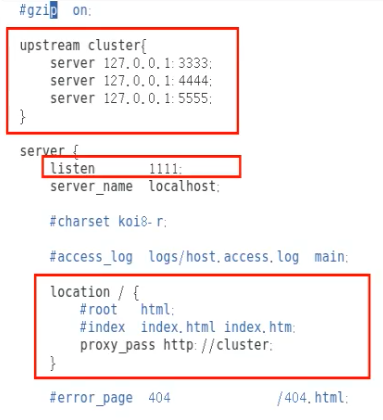 #gzip  on;
upstream cluster{
server 127.0.0.1:3333;
server 127.0.0.1:4444;
server 127.0.0.1:5555;
}
server {
listen       1111;
server_name  localhost;
#charset koi8-r;
#access_log  logs/host.access.log  main;
location / {
#root   html;
#index  index.html index.htm;
proxy_pass http://cluster;
}
#error_page  404              /404.html;